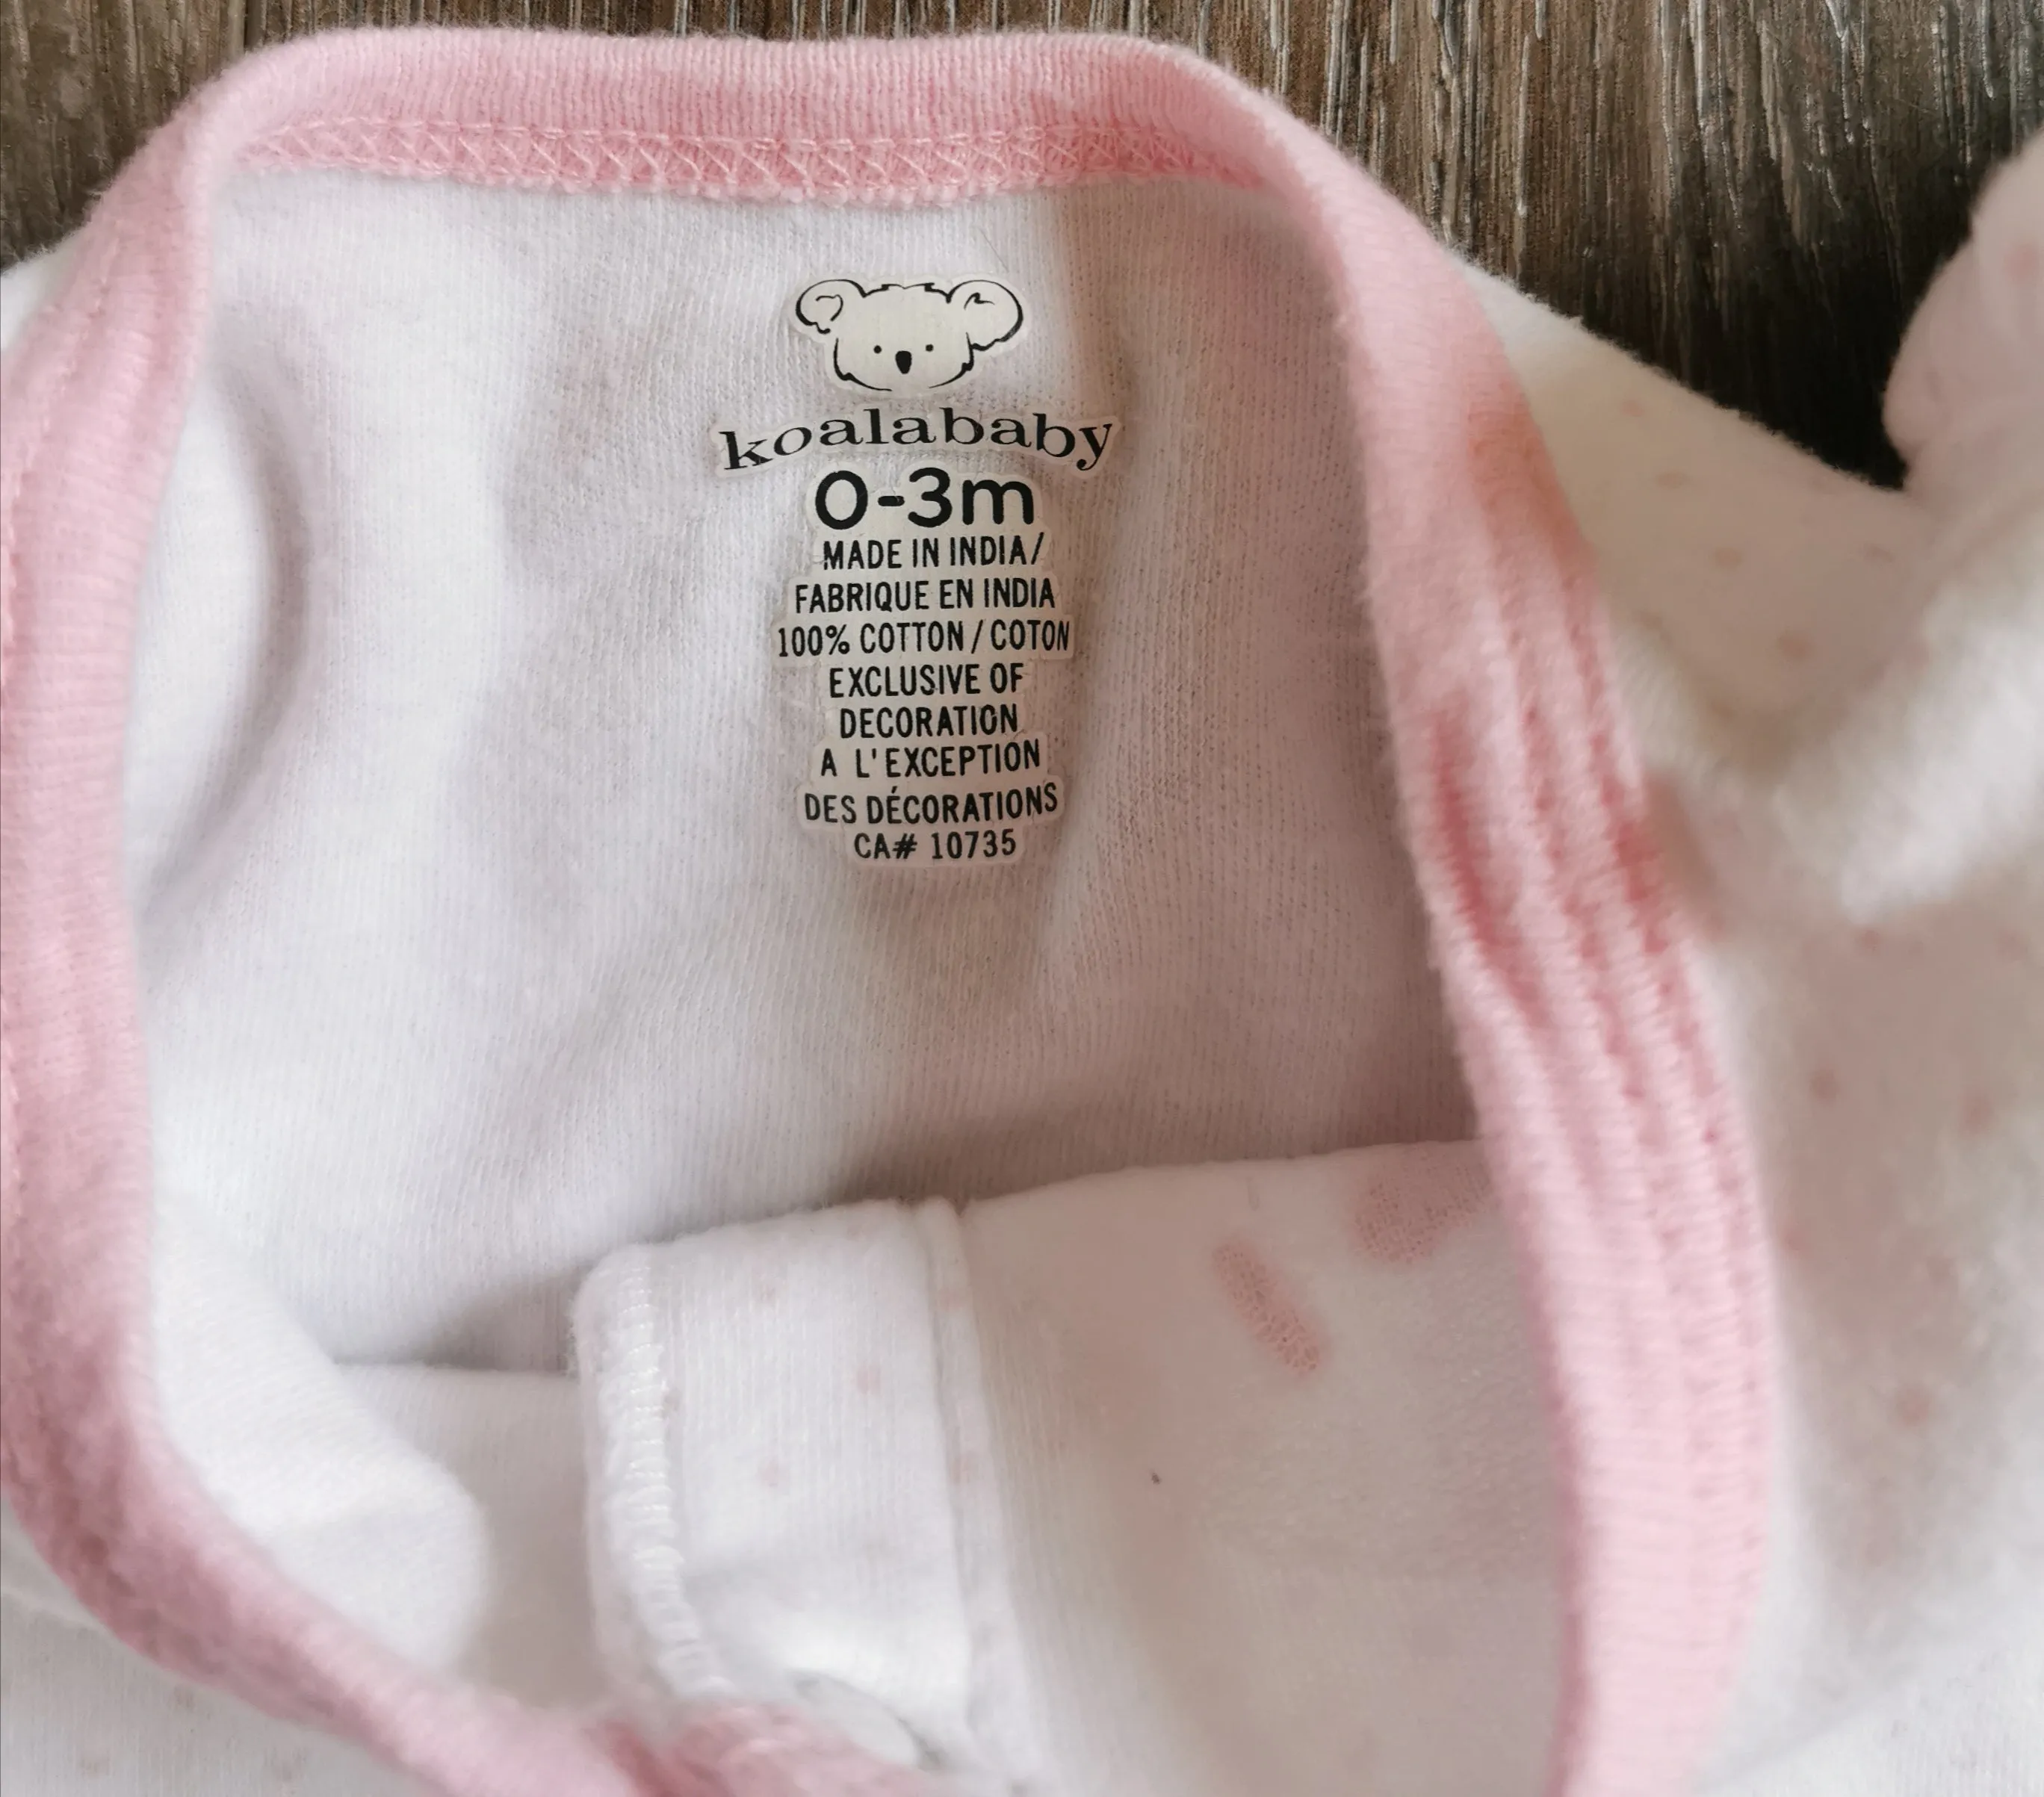 koalababy
0-3m
MADE IN INDIA/
FABRIQUE EN INDIA
100% COTTON / COTON
EXCLUSIVE OF
DECORATION
A L'EXCEPTION
DES DÉCORATIONS
CA# 10735